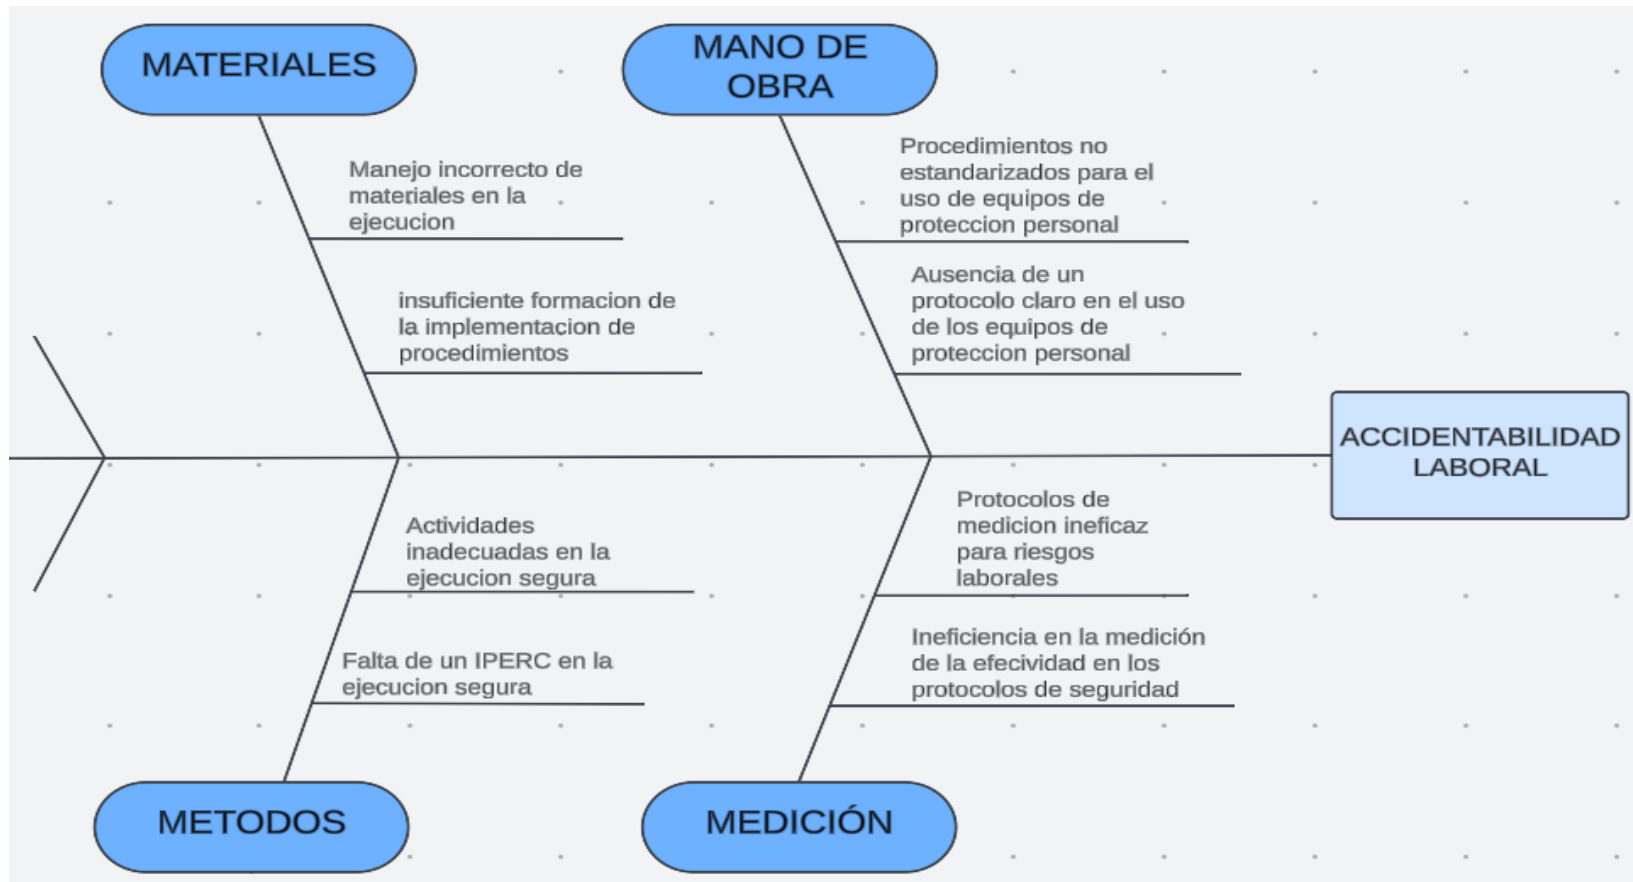 MATERIALES
MANO DE
OBRA
Manejo incorrecto de
materiales en la
ejecucion
insuficiente formacion de
la implementacion de
procedimientos
Procedimientos no
estandarizados para el
uso de equipos de
proteccion personal
Ausencia de un
protocolo claro en el uso
de los equipos de
proteccion personal
ACCIDENTABILIDAD
LABORAL
Actividades
inadecuadas en la
ejecucion segura
Falta de un IPERC en la
ejecucion segura
Protocolos de
medicion ineficaz
para riesgos
laborales
Ineficiencia en la medición
de la efecividad en los
protocolos de seguridad
METODOS
MEDICIÓN